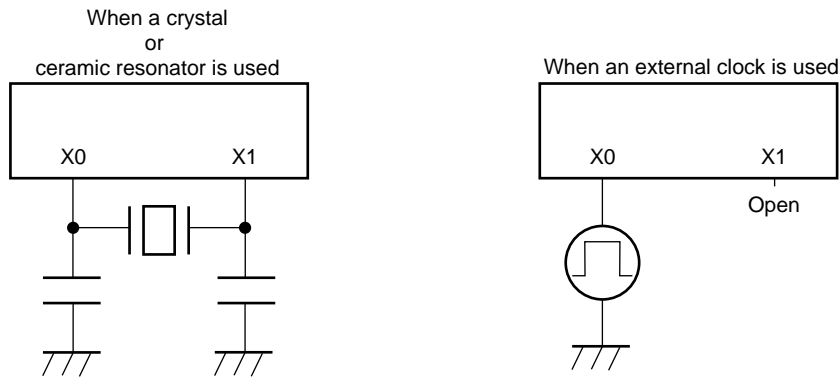 When a crystal
or
ceramic resonator is used
X0 X1
When an external clock is used
X0 X1
Open